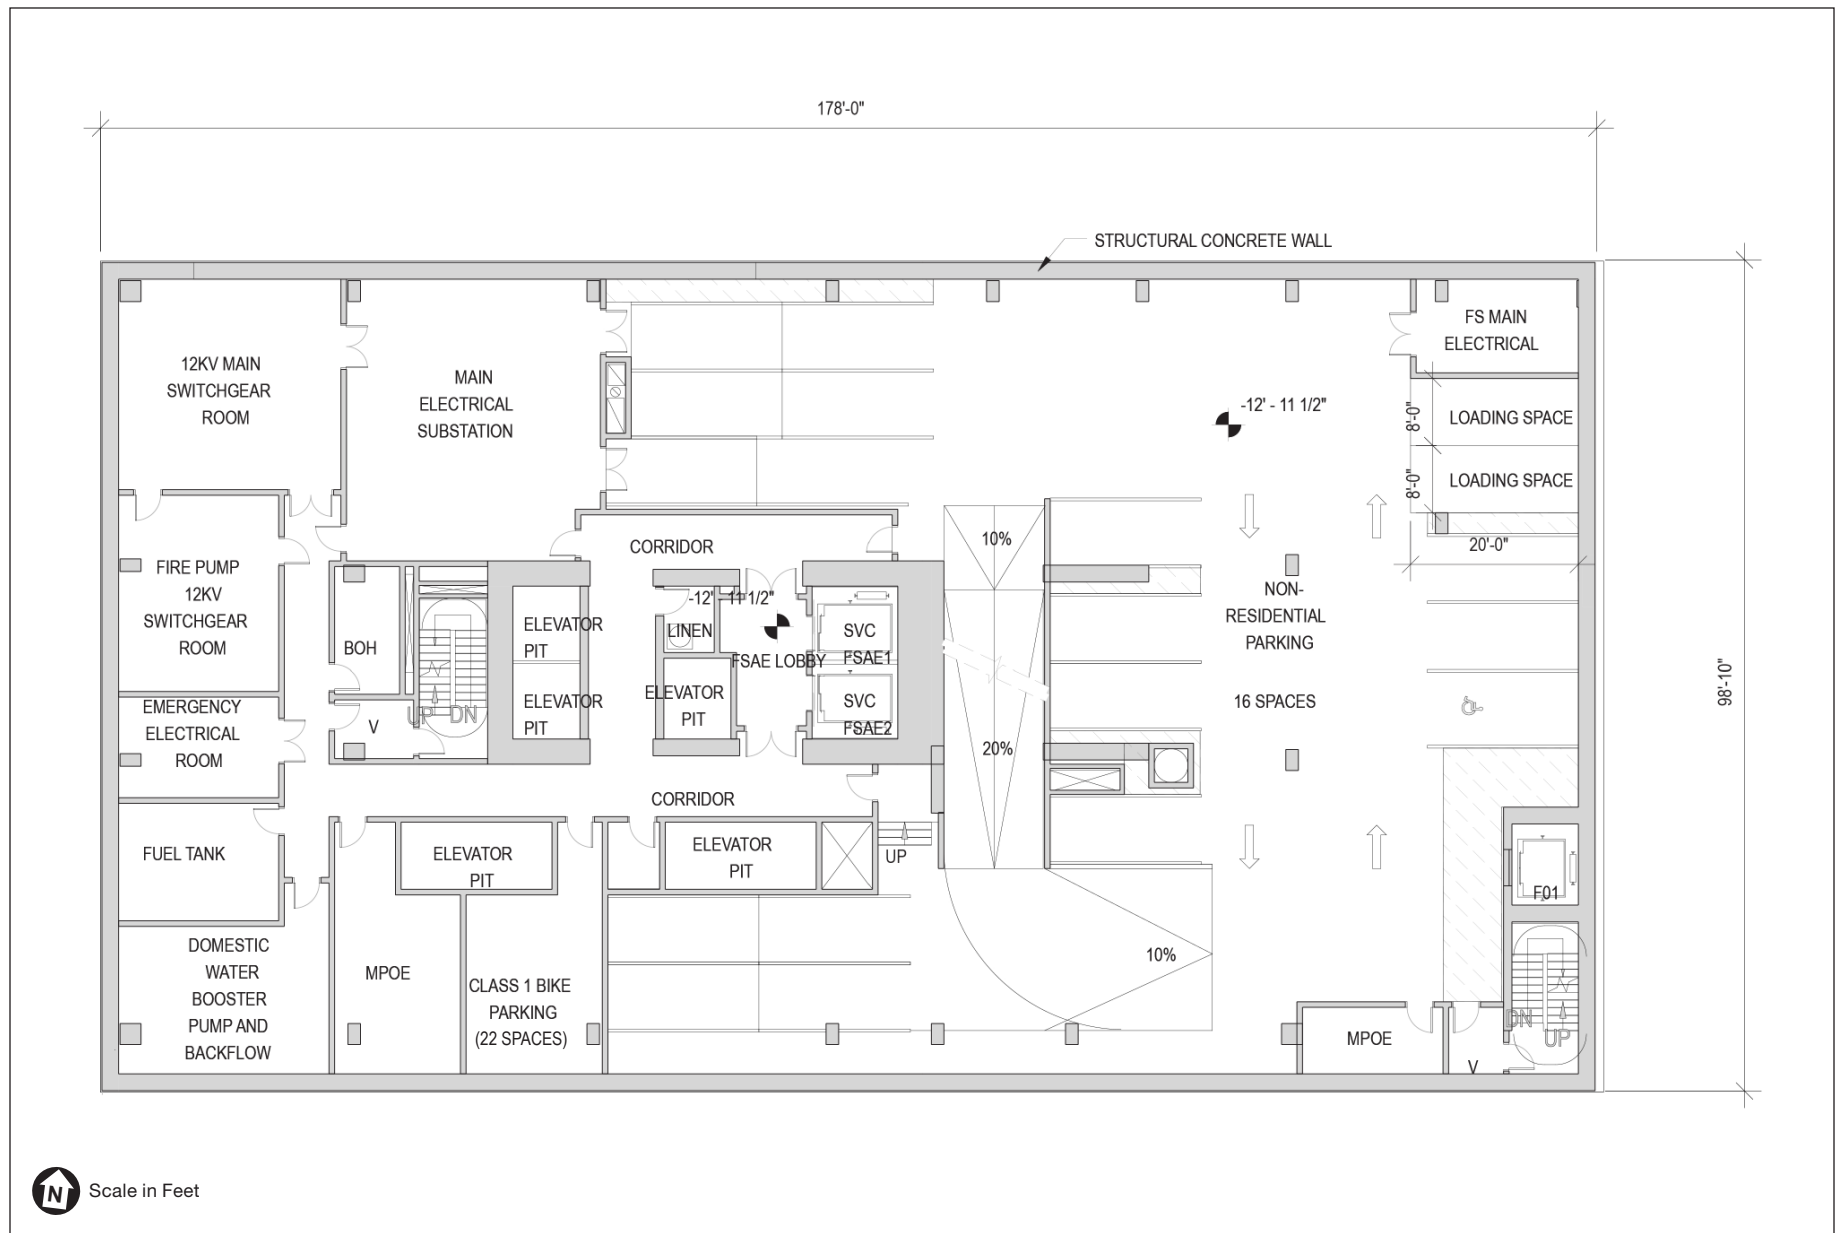 178'-0"
STRUCTURAL CONCRETE WALL
12KV MAIN
SWITCHGEAR
ROOM
MAIN
ELECTRICAL
SUBSTATION
FS MAIN
ELECTRICAL
-12' - 11 1/2"
8'-0"
LOADING SPACE
8'-0"
LOADING SPACE
20'-0"
98'-10"
FIRE PUMP
12KV
SWITCHGEAR
ROOM
CORRIDOR
10%
NON-
RESIDENTIAL
PARKING
16 SPACES
BOH
ELEVATOR
PIT
ELEVATOR
PIT
-12' - 11 1/2"
LINEN
FSAE LOBBY
ELEVATOR
PIT
SVC
FSAE1
SVC
FSAE2
20%
EMERGENCY
ELECTRICAL
ROOM
V
UP
DN
CORRIDOR
FUEL TANK
ELEVATOR
PIT
ELEVATOR
PIT
UP
F01
DOMESTIC
WATER
BOOSTER
PUMP AND
BACKFLOW
MPOE
CLASS 1 BIKE
PARKING
(22 SPACES)
10%
MPOE
V
DN
UP
N
Scale in Feet